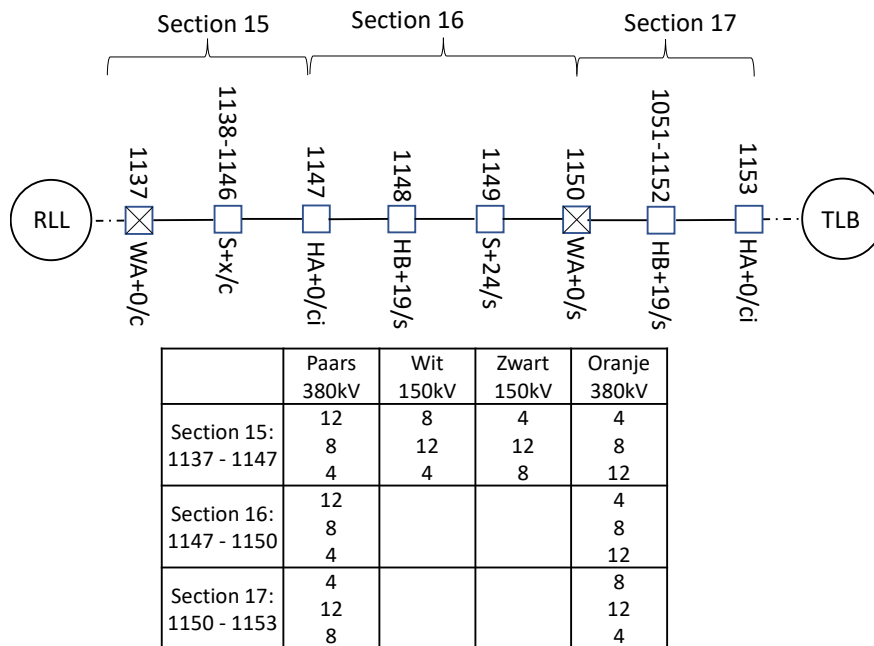 Section 15
Section 16
Section 17
1137
1138-1146
1147
1148
1149
1150
1051-1152
1153
RLL
TLB
WA+0/c
S+x/c
HA+0/ci
HB+19/s
S+24/s
WA+0/s
HB+19/s
HA+0/ci
Paars Wit Zwart Oranje
380kV 150kV 150kV 380kV
Section 15:
1137 - 1147
12 8 4 4
8 12 12 8
4 4 8 12
Section 16:
1147 - 1150
12 4
8 8
4 12
Section 17:
1150 - 1153
4 8
12 12
8 4